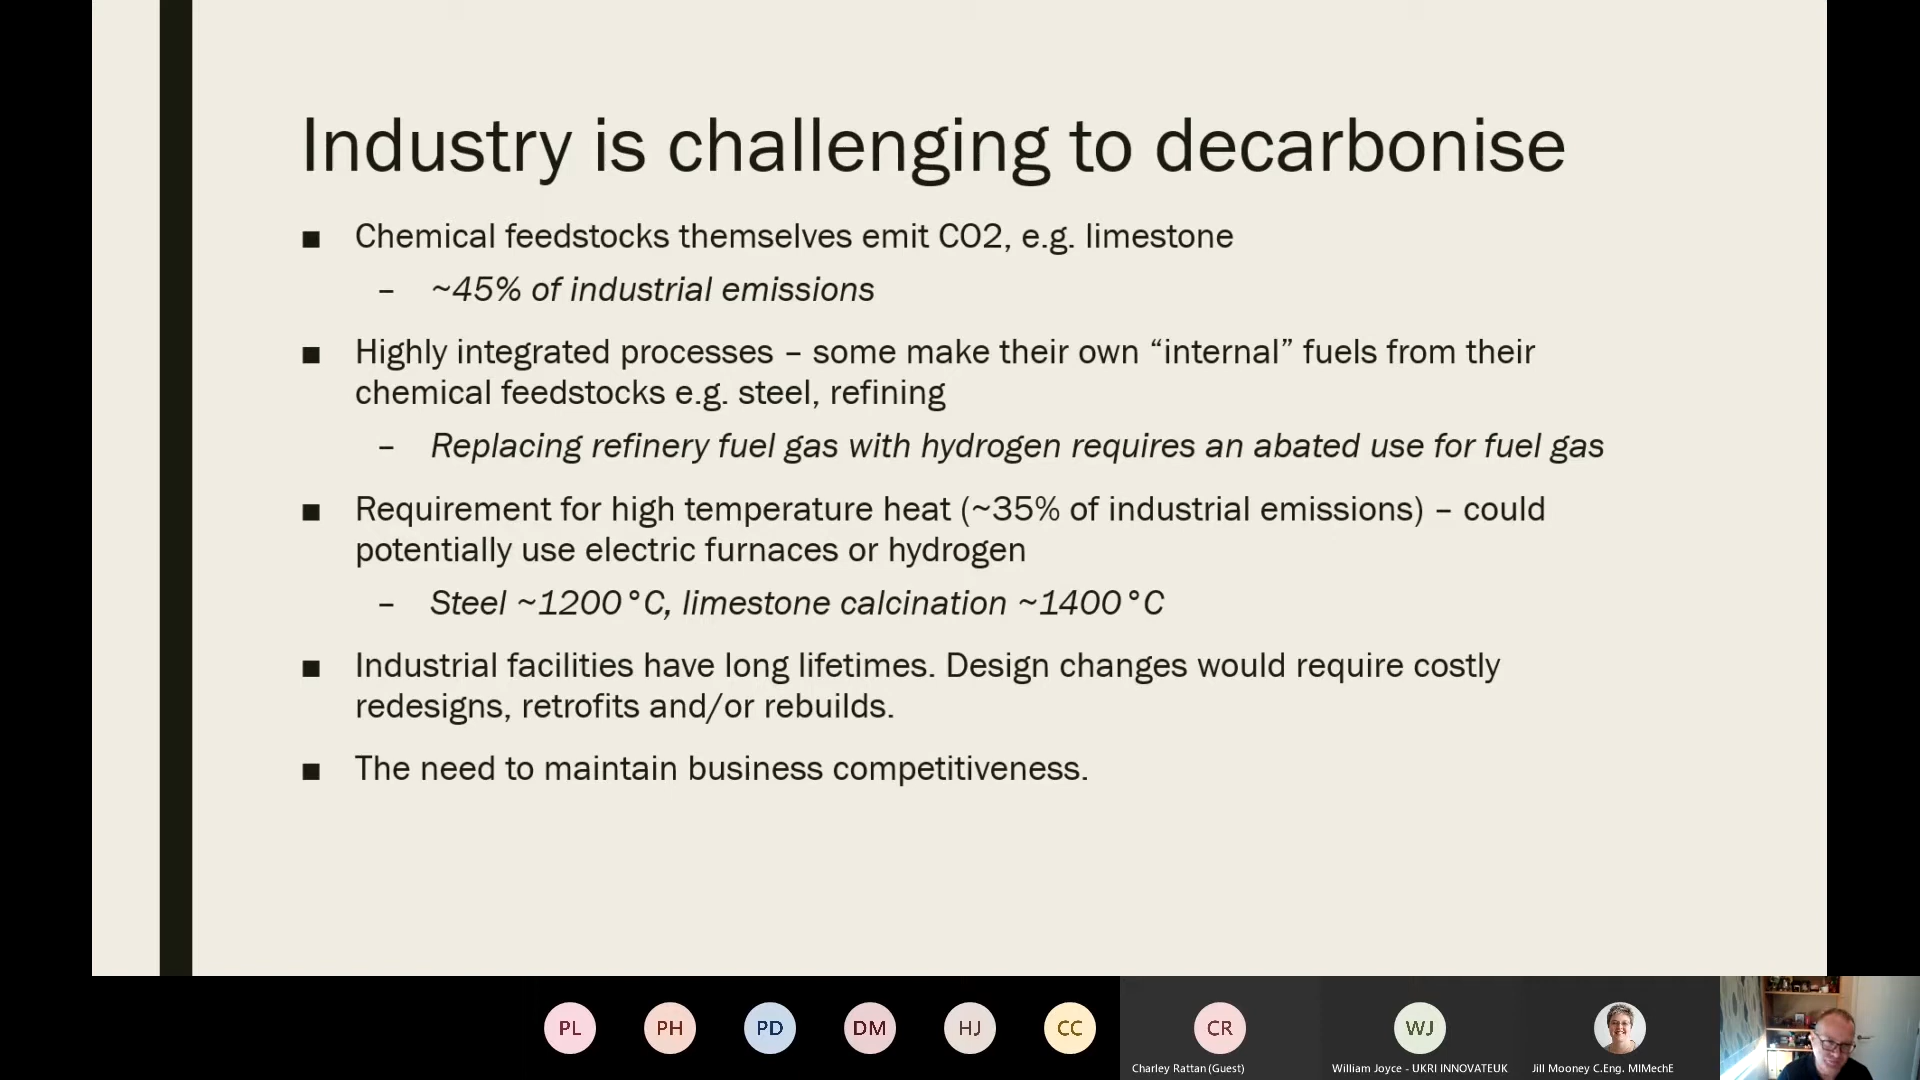 Industry is challenging to decarbonise
■ Chemical feedstocks themselves emit CO2, e.g. limestone
– ~45% of industrial emissions
■ Highly integrated processes – some make their own “internal” fuels from their
chemical feedstocks e.g. steel, refining
– Replacing refinery fuel gas with hydrogen requires an abated use for fuel gas
■ Requirement for high temperature heat (~35% of industrial emissions) – could
potentially use electric furnaces or hydrogen
– Steel ~1200°C, limestone calcination ~1400°C
■ Industrial facilities have long lifetimes. Design changes would require costly
redesigns, retrofits and/or rebuilds.
■ The need to maintain business competitiveness.
PL PH PD DM HJ CC CR WJ
Charley Rattan (Guest) William Joyce - UKRI INNOVATEUK Jill Mooney C.Eng. MIMechE